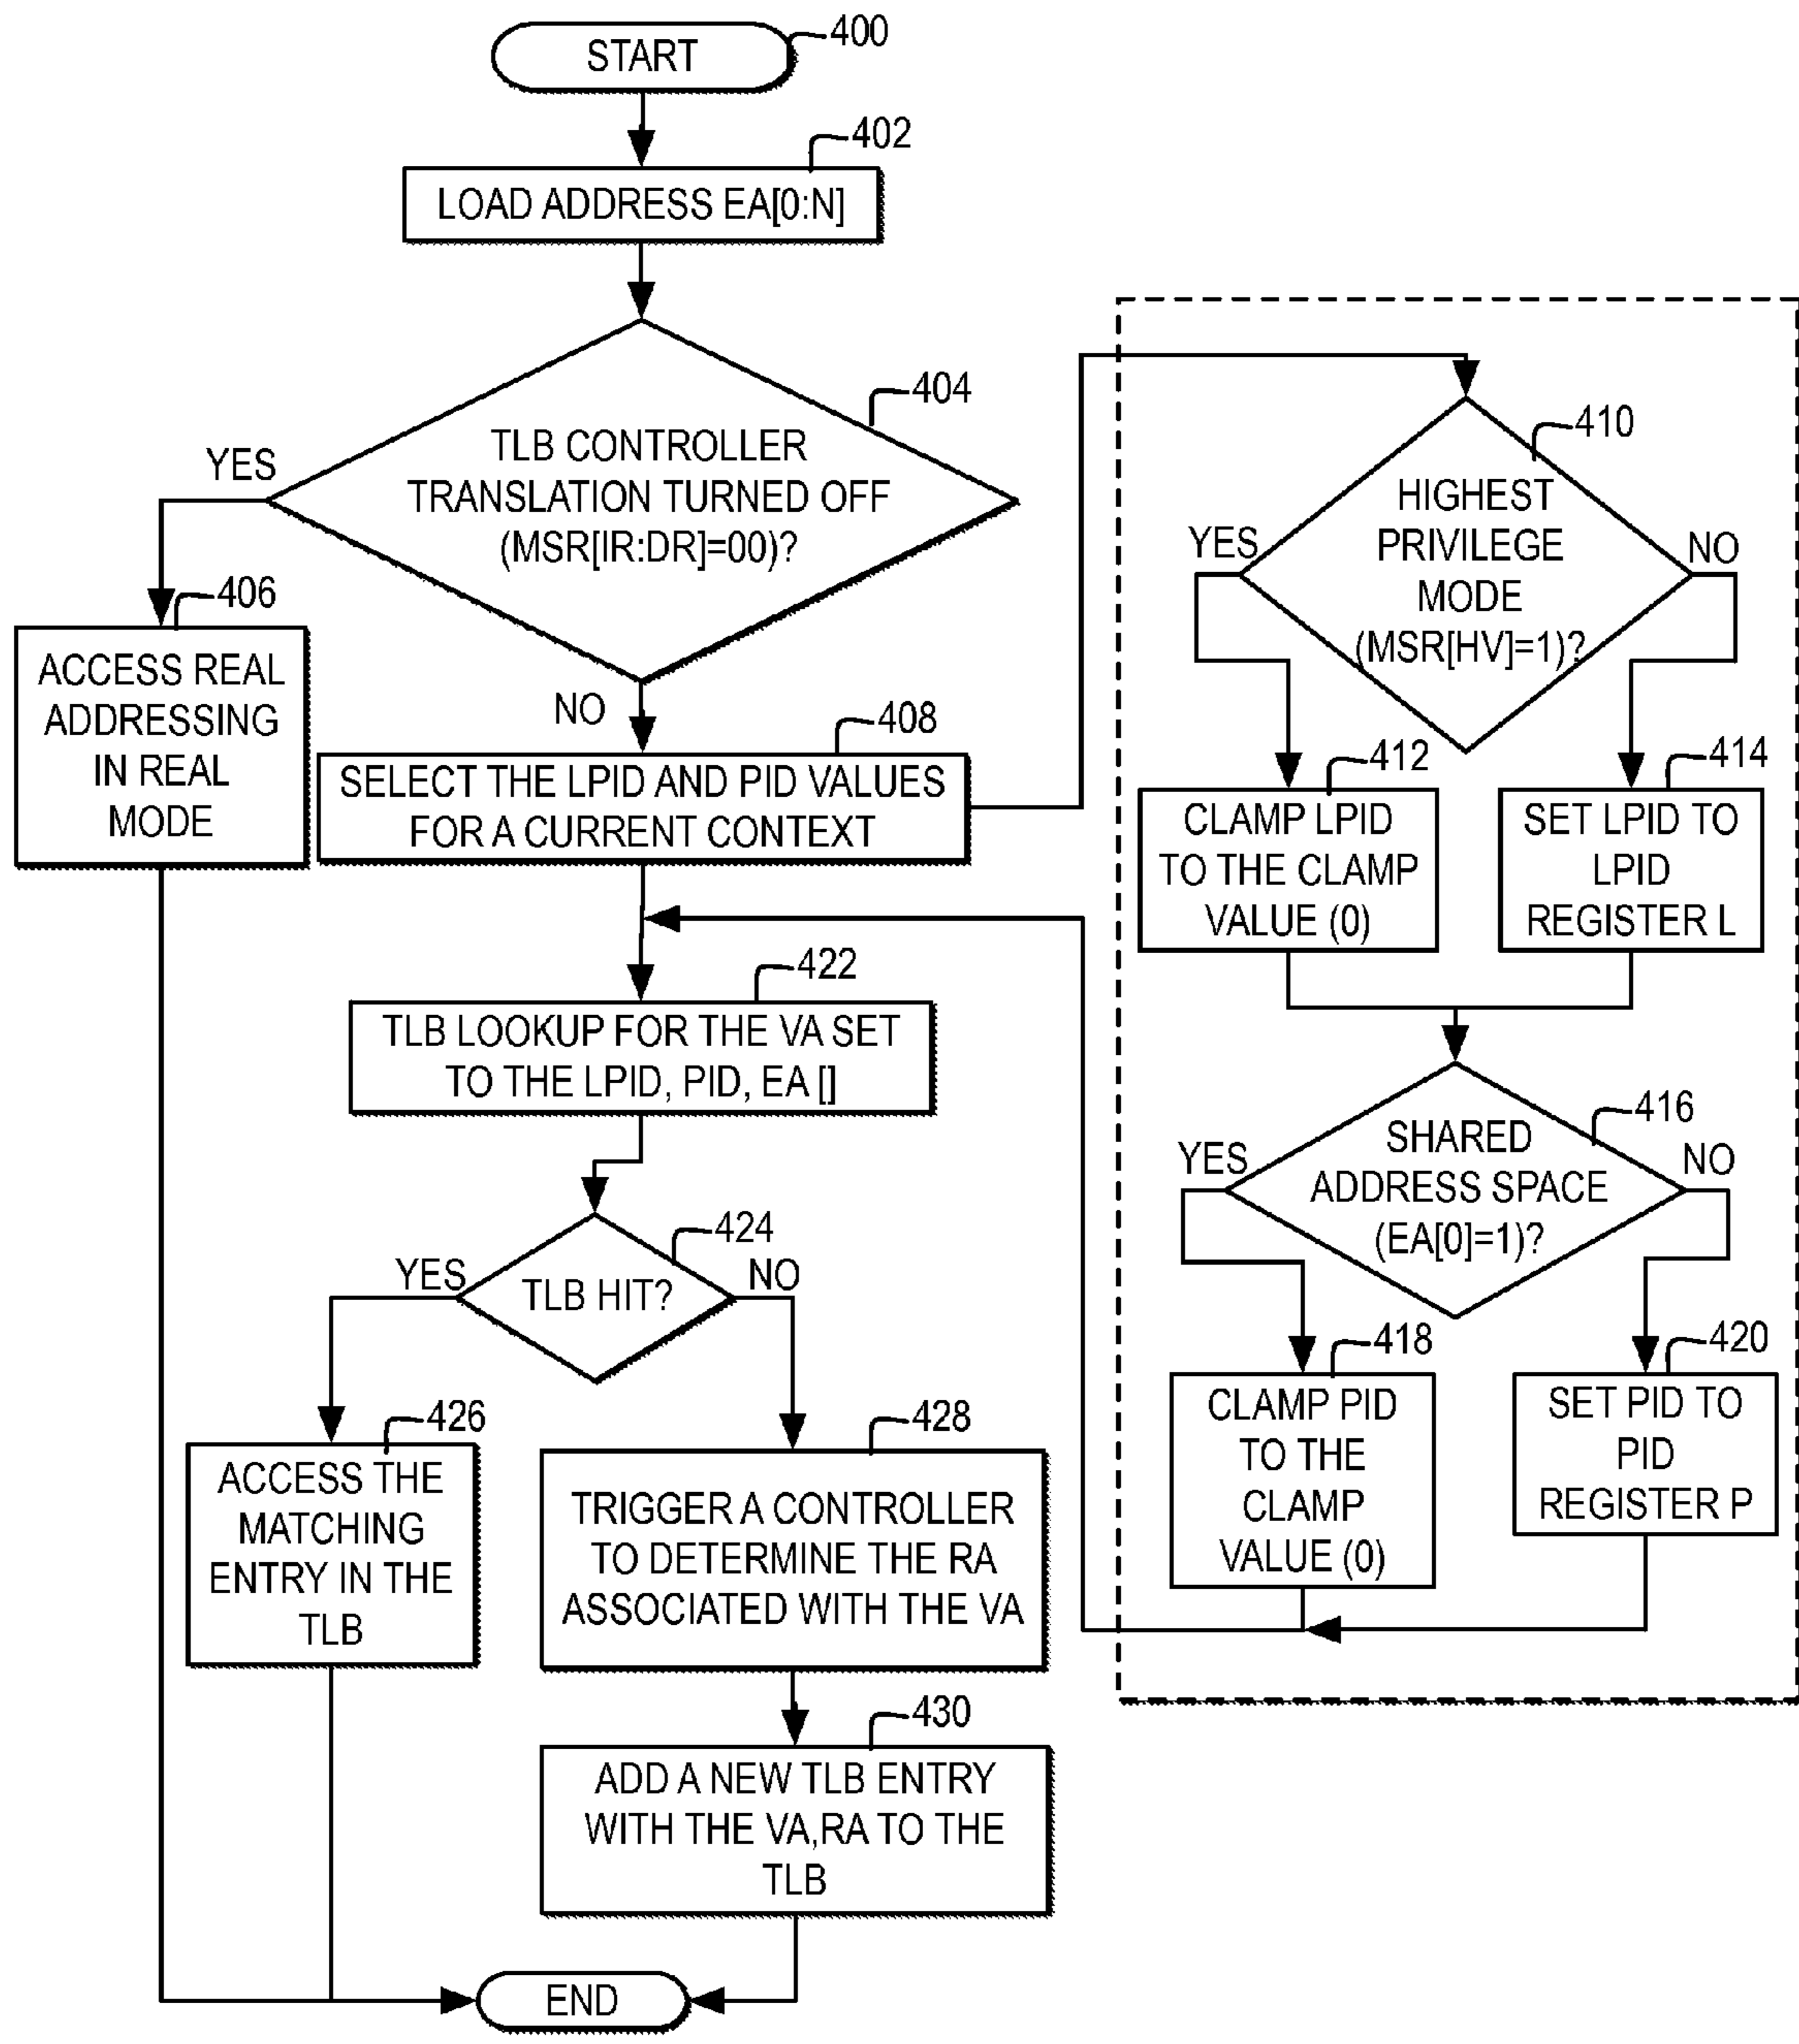 START
400
402
LOAD ADDRESS EA[0:N]
404
TLB CONTROLLER
TRANSLATION TURNED OFF
(MSR[IR:DR]=00)?
YES
NO
406
ACCESS REAL
ADDRESSING
IN REAL
MODE
408
SELECT THE LPID AND PID VALUES
FOR A CURRENT CONTEXT
410
HIGHEST
PRIVILEGE
MODE
(MSR[HV]=1)?
YES
NO
412
CLAMP LPID
TO THE CLAMP
VALUE (0)
414
SET LPID TO
LPID
REGISTER L
416
SHARED
ADDRESS SPACE
(EA[0]=1)?
YES
NO
418
CLAMP PID
TO THE
CLAMP
VALUE (0)
420
SET PID TO
PID
REGISTER P
422
TLB LOOKUP FOR THE VA SET
TO THE LPID, PID, EA []
424
TLB HIT?
YES
NO
426
ACCESS THE
MATCHING
ENTRY IN THE
TLB
428
TRIGGER A CONTROLLER
TO DETERMINE THE RA
ASSOCIATED WITH THE VA
430
ADD A NEW TLB ENTRY
WITH THE VA,RA TO THE
TLB
END